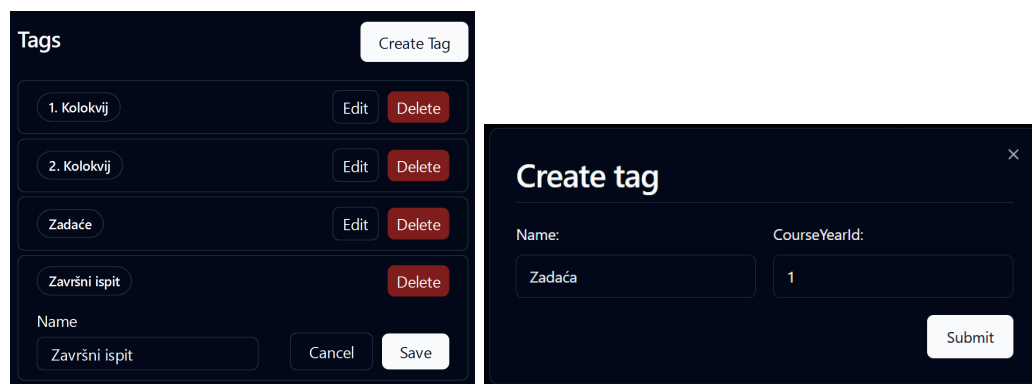 Tags
Create Tag
1. Kolokvij
Edit
Delete
2. Kolokvij
Edit
Delete
Zadaće
Edit
Delete
Završni ispit
Delete
Name
Završni ispit
Cancel
Save
Create tag
Name:
CourseYearId:
Zadaća
1
Submit